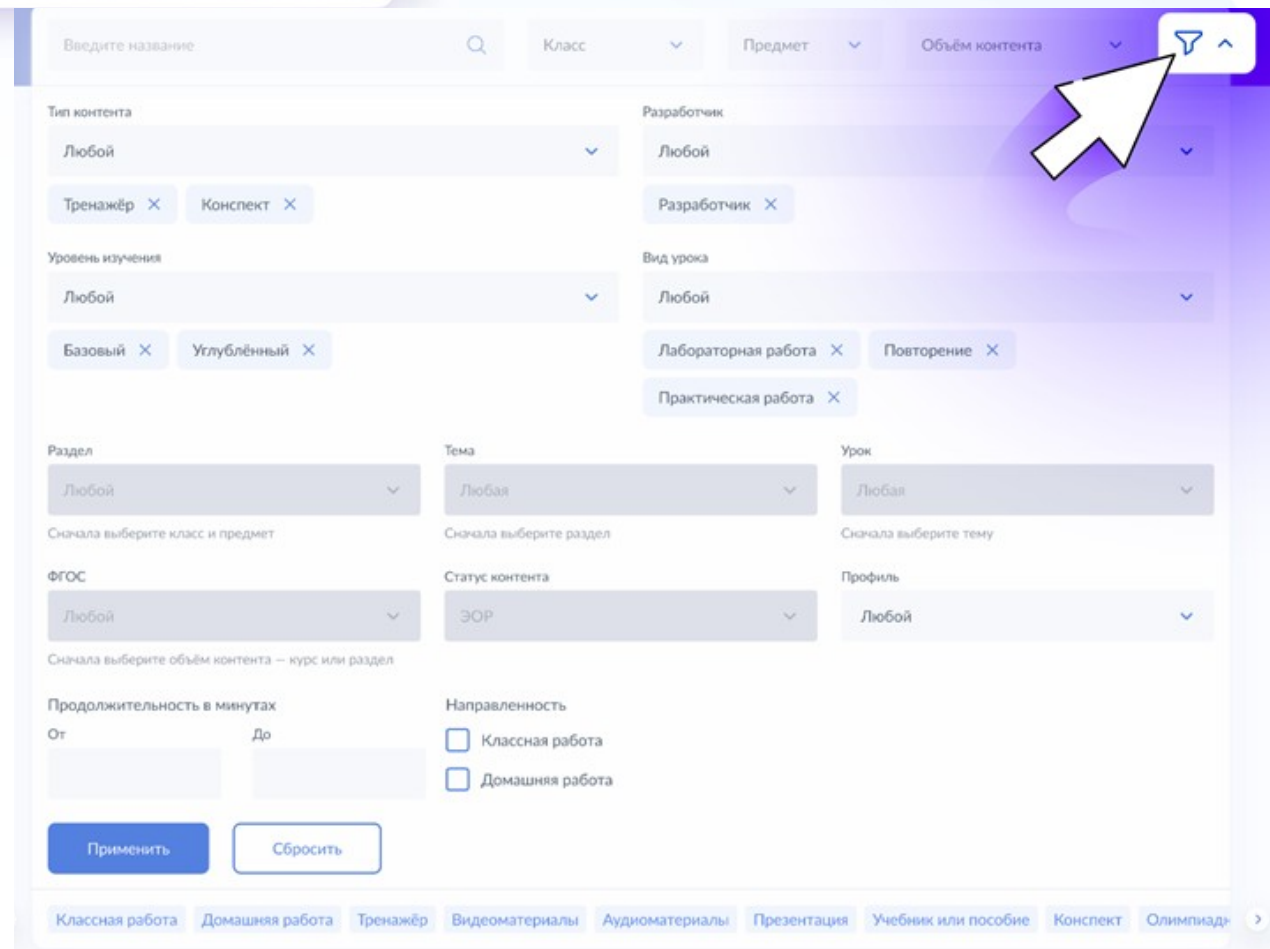 Введите название Класс Предмет Объём контента
Тип контента Разработчик
Любой Любой
Тренажёр Конспект Разработчик
Уровень изучения Вид урока
Любой Любой
Базовый Углублённый Лабораторная работа Повторение
Практическая работа
Раздел Тема Урок
Любой Любая Любая
Сначала выберите класс и предмет Сначала выберите раздел Сначала выберите тему
ФГОС Статус контента Профиль
Любой ЭОР Любой
Сначала выберите объём контента — курс или раздел
Продолжительность в минутах Направленность
От До Классная работа
Домашняя работа
Применить Сбросить
Классная работа Домашняя работа Тренажёр Видеоматериалы Аудиоматериалы Презентация Учебник или пособие Конспект